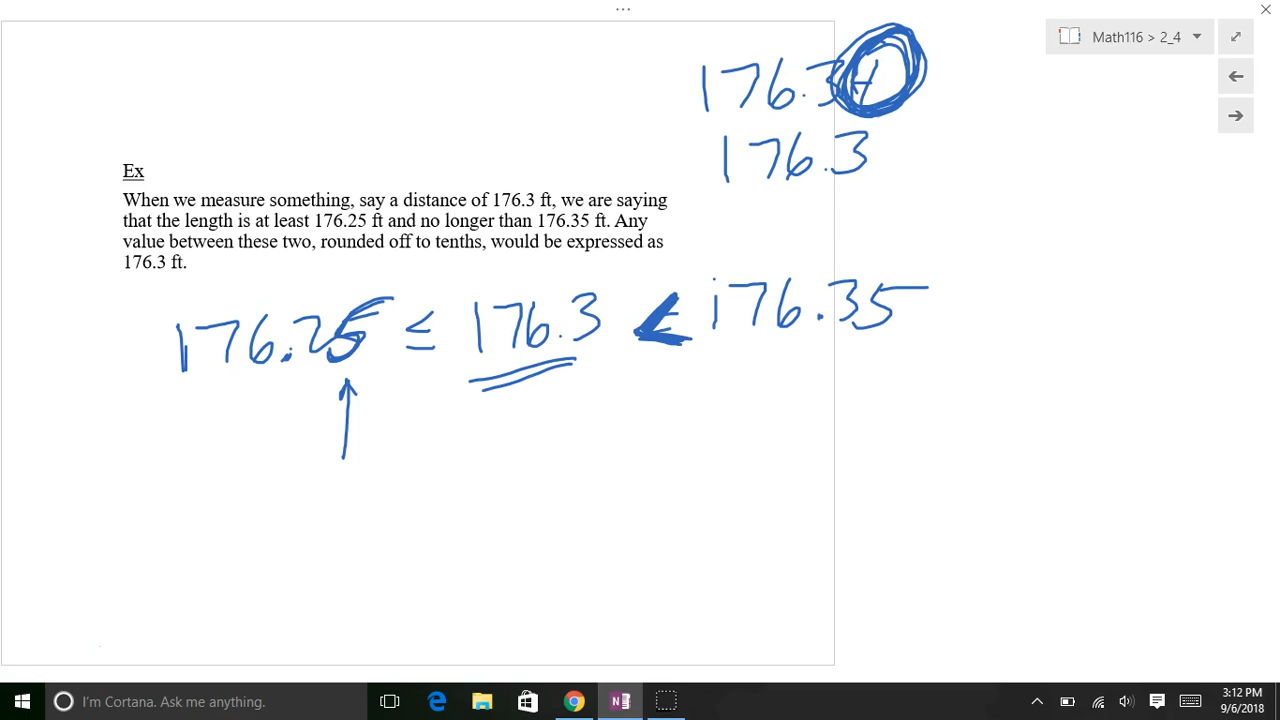 ...
Math116 > 2_4
176.34
176.3
Ex
When we measure something, say a distance of 176.3 ft, we are saying
that the length is at least 176.25 ft and no longer than 176.35 ft. Any
value between these two, rounded off to tenths, would be expressed as
176.3 ft.
176.25 ≤ 176.3 < 176.35
I'm Cortana. Ask me anything.
3:12 PM
9/6/2018